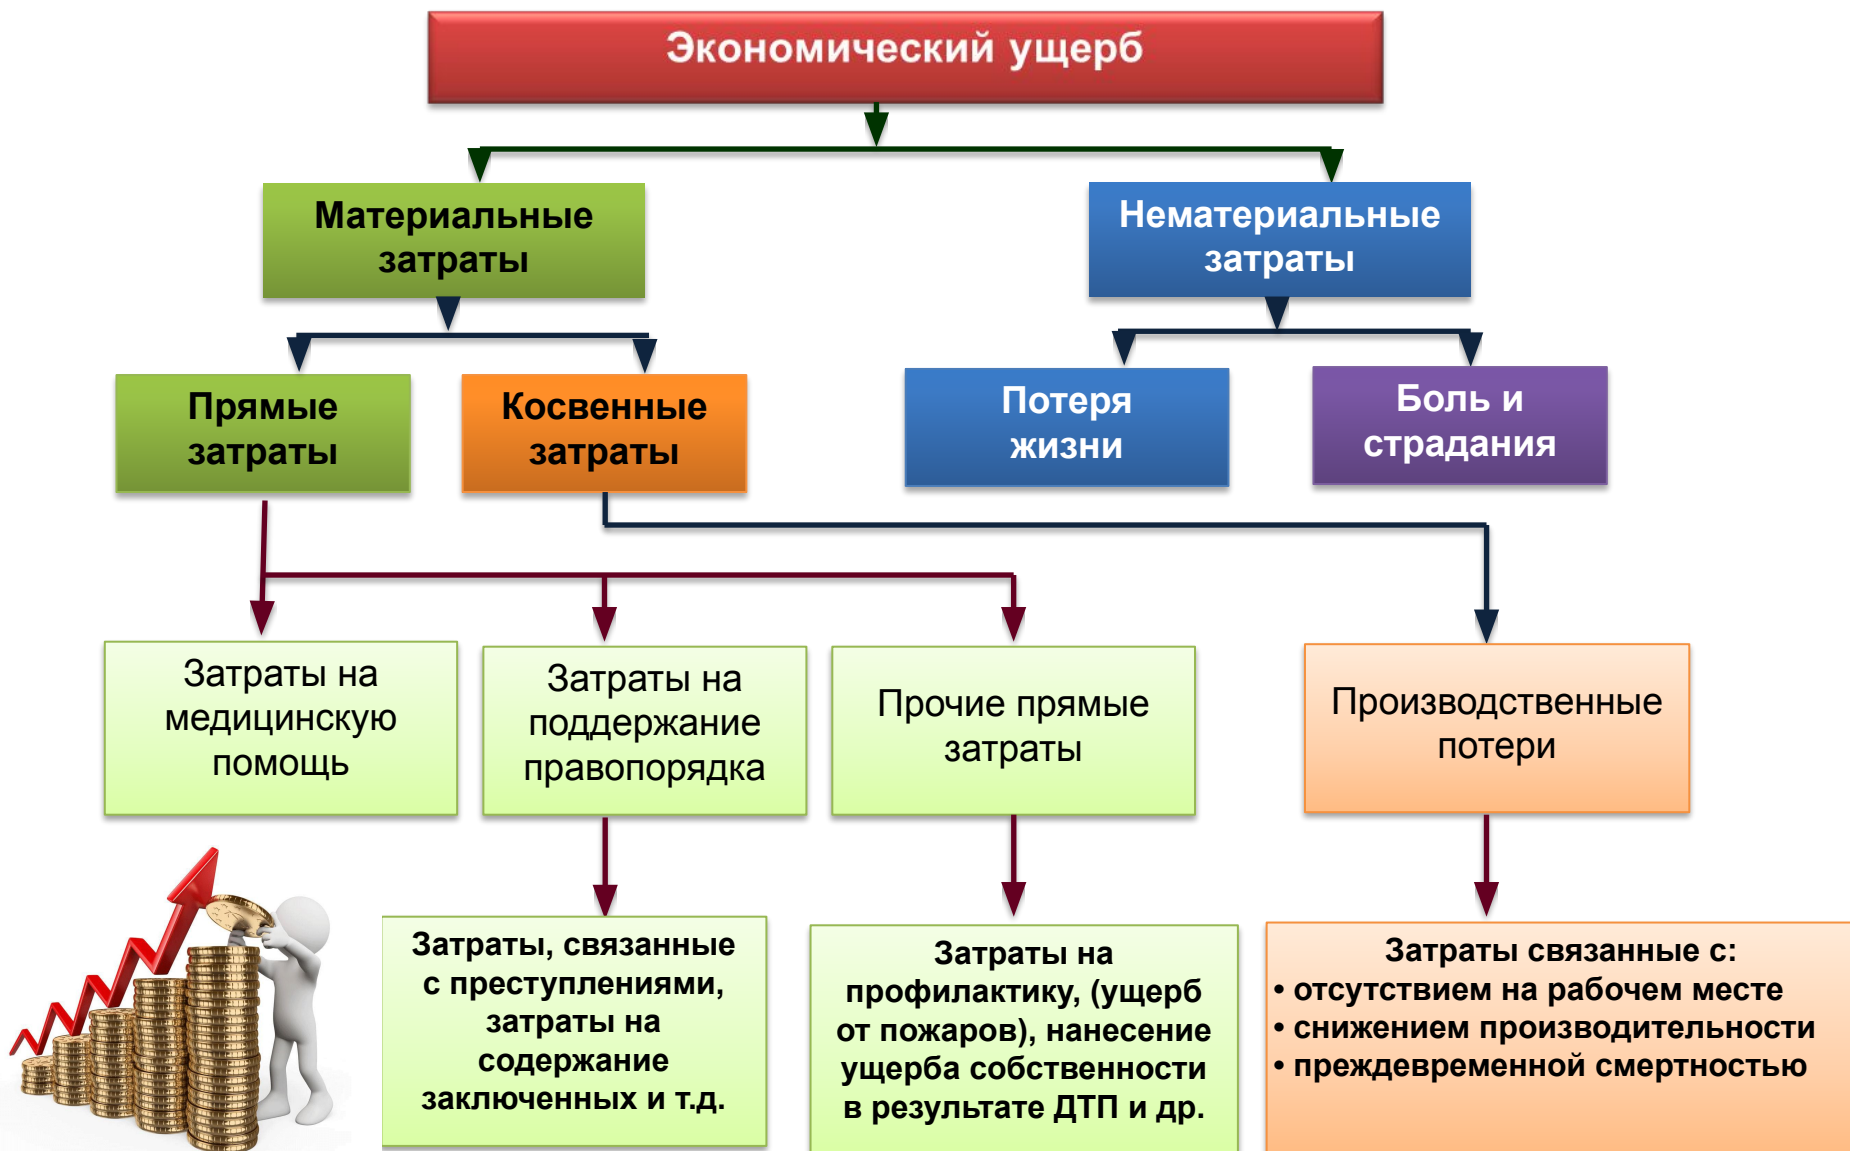 Экономический ущерб
Материальные
затраты
Нематериальные
затраты
Прямые
затраты
Косвенные
затраты
Потеря
жизни
Боль и
страдания
Затраты на
медицинскую
помощь
Затраты на
поддержание
правопорядка
Прочие прямые
затраты
Производственные
потери
Затраты, связанные
с преступлениями,
затраты на
содержание
заключенных и т.д.
Затраты на
профилактику, (ущерб
от пожаров), нанесение
ущерба собственности
в результате ДТП и др.
Затраты связанные с:
• отсутствием на рабочем месте
• снижением производительности
• преждевременной смертностью